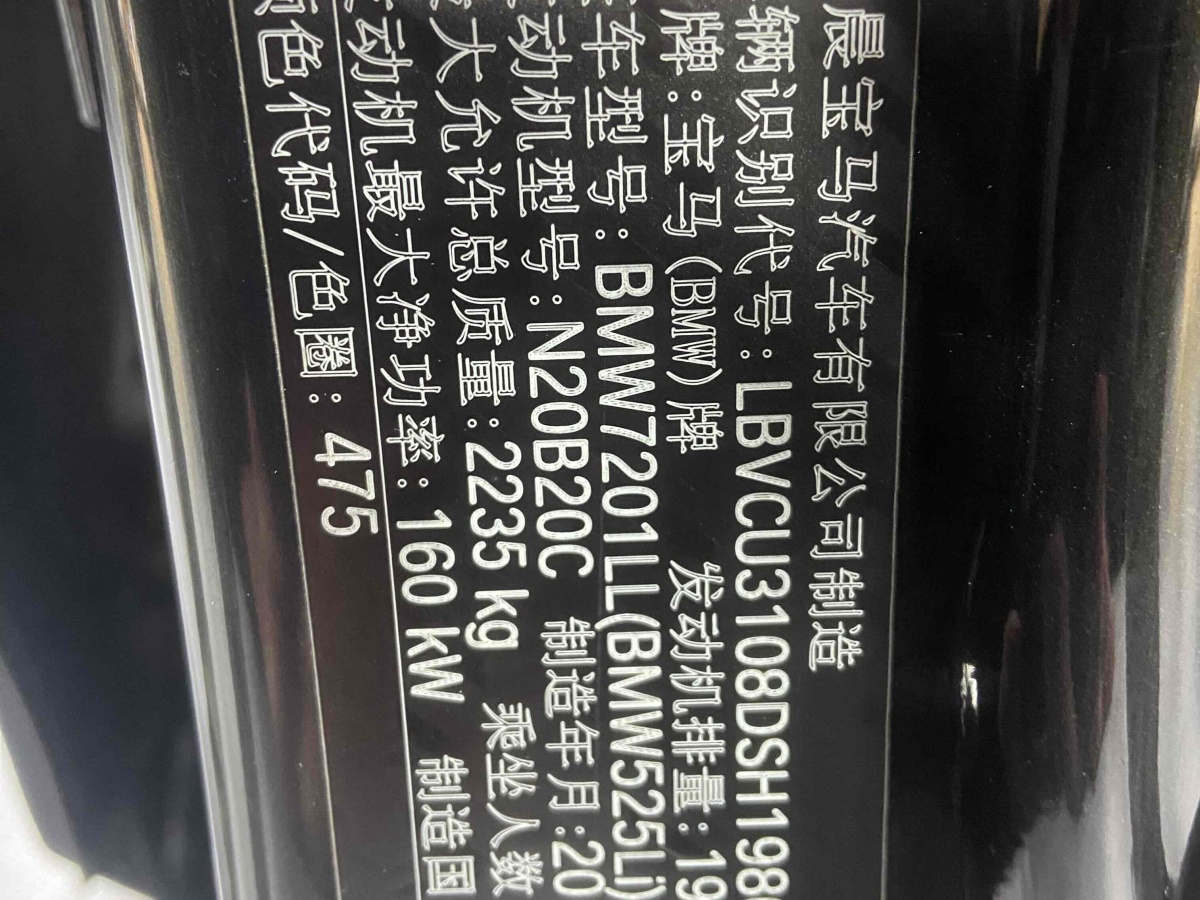 晨宝马汽车有限公司制造
辆识别代号:LBVCU3108DSH198
牌:宝马(BMW)牌 发动机排量:19
车型号:BMW7201LL(BMW525Li)
动机型号:N20B20C 制造年月:20
大允许总质量:2235 kg 乘坐人数
动机最大净功率:160 kW 制造国
色代码/色圈: 475